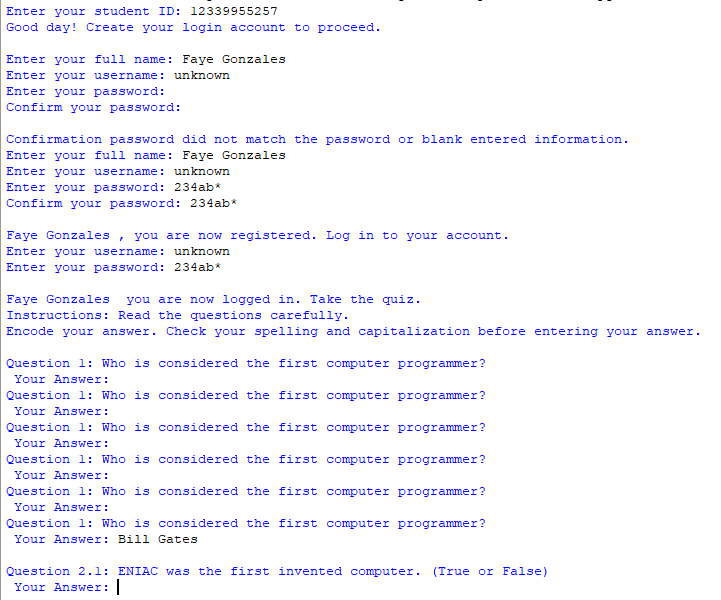 Enter your student ID: 12339955257
Good day! Create your login account to proceed.
Enter your full name: Faye Gonzales
Enter your username: unknown
Enter your password:
Confirm your password:
Confirmation password did not match the password or blank entered information.
Enter your full name: Faye Gonzales
Enter your username: unknown
Enter your password: 234ab*
Confirm your password: 234ab*
Faye Gonzales , you are now registered. Log in to your account.
Enter your username: unknown
Enter your password: 234ab*
Faye Gonzales  you are now logged in. Take the quiz.
Instructions: Read the questions carefully.
Encode your answer. Check your spelling and capitalization before entering your answer.
Question 1: Who is considered the first computer programmer?
Your Answer:
Question 1: Who is considered the first computer programmer?
Your Answer:
Question 1: Who is considered the first computer programmer?
Your Answer:
Question 1: Who is considered the first computer programmer?
Your Answer:
Question 1: Who is considered the first computer programmer?
Your Answer:
Question 1: Who is considered the first computer programmer?
Your Answer: Bill Gates
Question 2.1: ENIAC was the first invented computer. (True or False)
Your Answer: